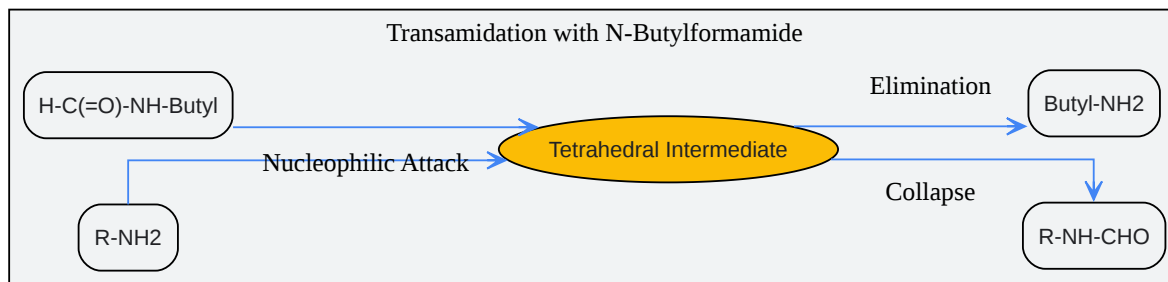 Transamidation with N-Butylformamide
H-C(=O)-NH-Butyl
Elimination
Butyl-NH2
Tetrahedral Intermediate
Nucleophilic Attack
Collapse
R-NH2
R-NH-CHO